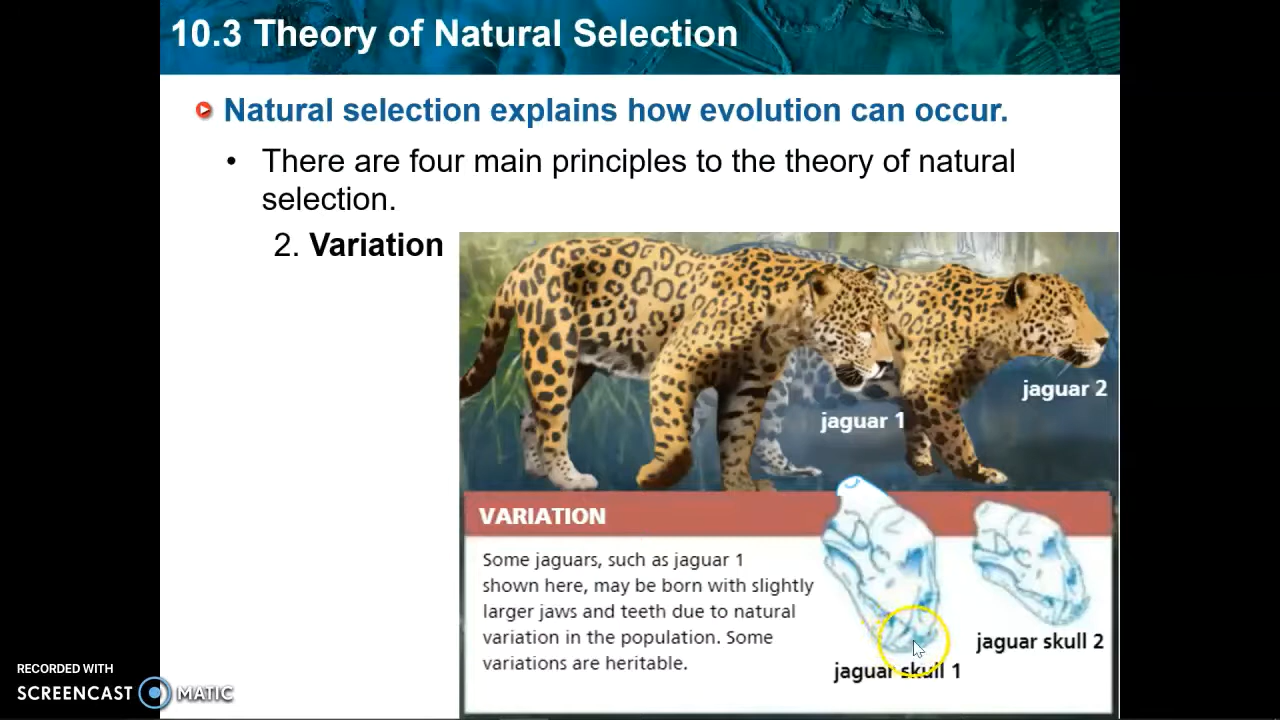 10.3 Theory of Natural Selection
Natural selection explains how evolution can occur.
• There are four main principles to the theory of natural
selection.
2. Variation
jaguar 2
jaguar 1
VARIATION
Some jaguars, such as jaguar 1
shown here, may be born with slightly
larger jaws and teeth due to natural
variation in the population. Some
variations are heritable.
jaguar skull 2
jaguar skull 1
RECORDED WITH
SCREENCAST MATIC